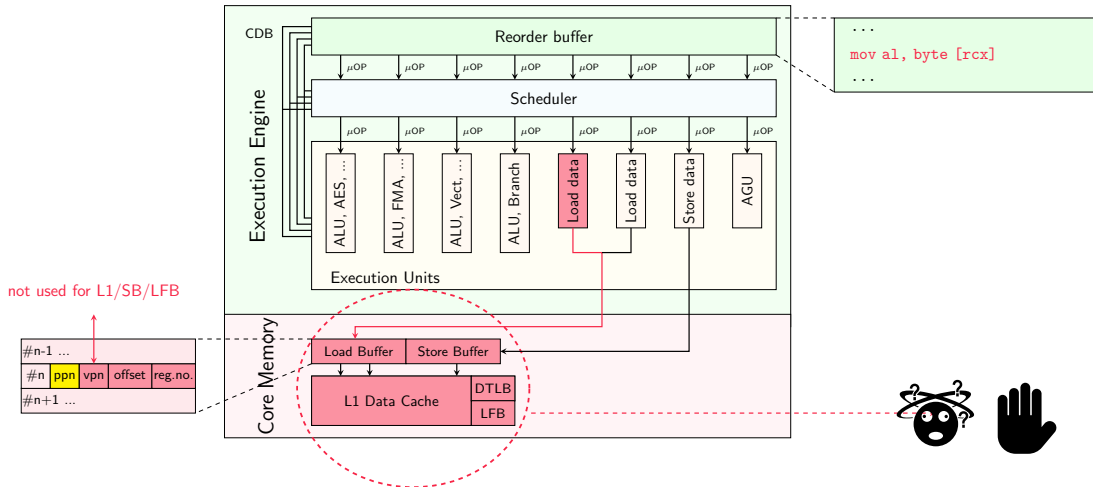 CDB
Reorder buffer
...
mov al, byte [rcx]
...
μOP μOP μOP μOP μOP μOP μOP μOP
Scheduler
μOP μOP μOP μOP μOP μOP μOP μOP
Execution Engine
ALU, AES, ...
ALU, FMA, ...
ALU, Vect, ...
ALU, Branch
Load data
Load data
Store data
AGU
Execution Units
not used for L1/SB/LFB
#n-1 ...
#n ppn vpn offset reg.no.
#n+1 ...
Core Memory
Load Buffer Store Buffer
L1 Data Cache
DTLB
LFB
? ? ? ?